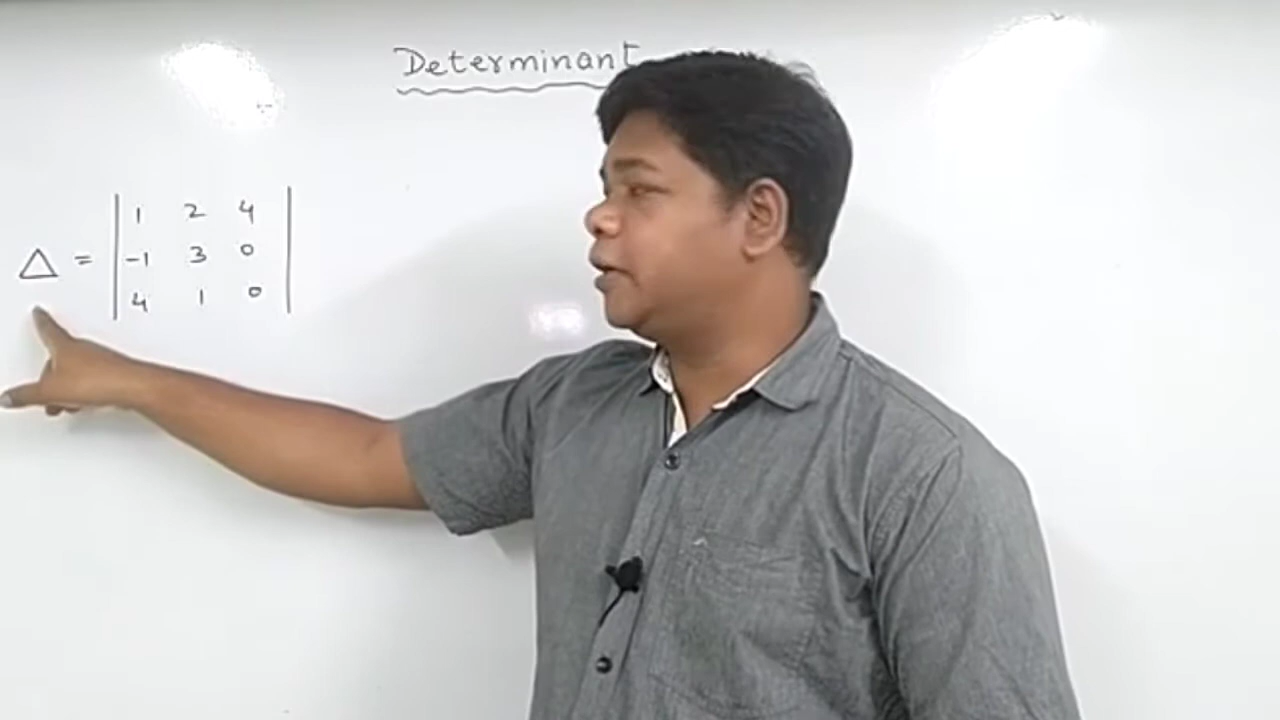 Determinant
1 2 4
Δ = -1 3 0
4 1 0